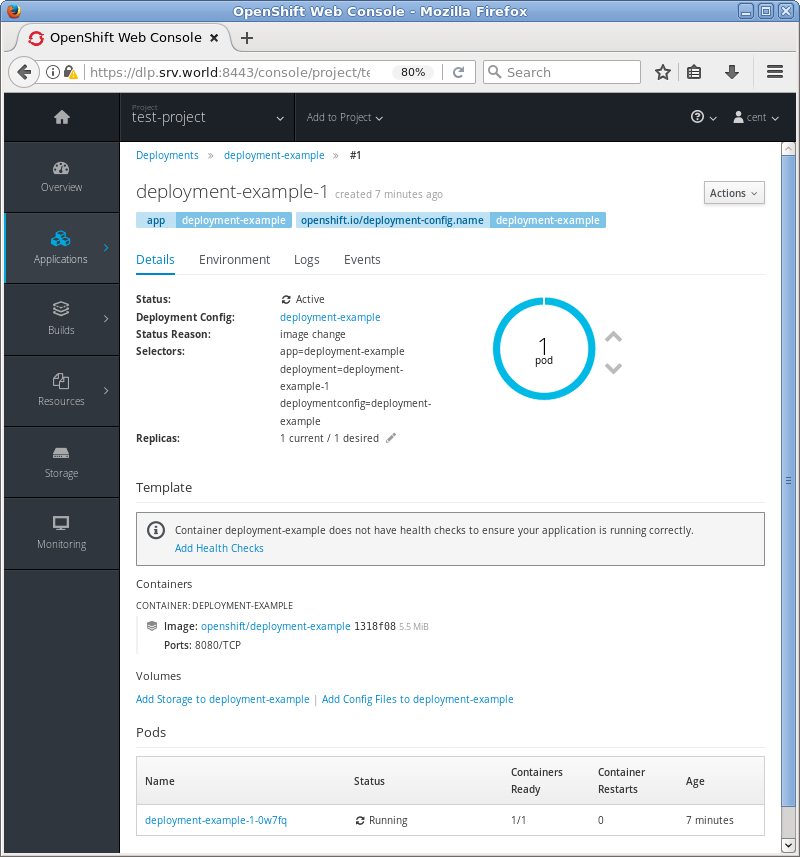 OpenShift Web Console - Mozilla Firefox
OpenShift Web Console
https://dlp.srv.world:8443/console/project/te
80%
Search
Project
test-project
Add to Project
cent
Overview
Applications
Builds
Resources
Storage
Monitoring
Deployments » deployment-example » #1
deployment-example-1 created 7 minutes ago
Actions
app deployment-example openshift.io/deployment-config.name deployment-example
Details Environment Logs Events
Status: Active
Deployment Config: deployment-example
Status Reason: image change
Selectors: app=deployment-example
deployment=deployment-
example-1
deploymentconfig=deployment-
example
Replicas: 1 current / 1 desired
1
pod
Template
Container deployment-example does not have health checks to ensure your application is running correctly.
Add Health Checks
Containers
CONTAINER: DEPLOYMENT-EXAMPLE
Image: openshift/deployment-example 1318f08 5.5 MiB
Ports: 8080/TCP
Volumes
Add Storage to deployment-example | Add Config Files to deployment-example
Pods
Name Status Containers Ready Container Restarts Age
deployment-example-1-0w7fq Running 1/1 0 7 minutes